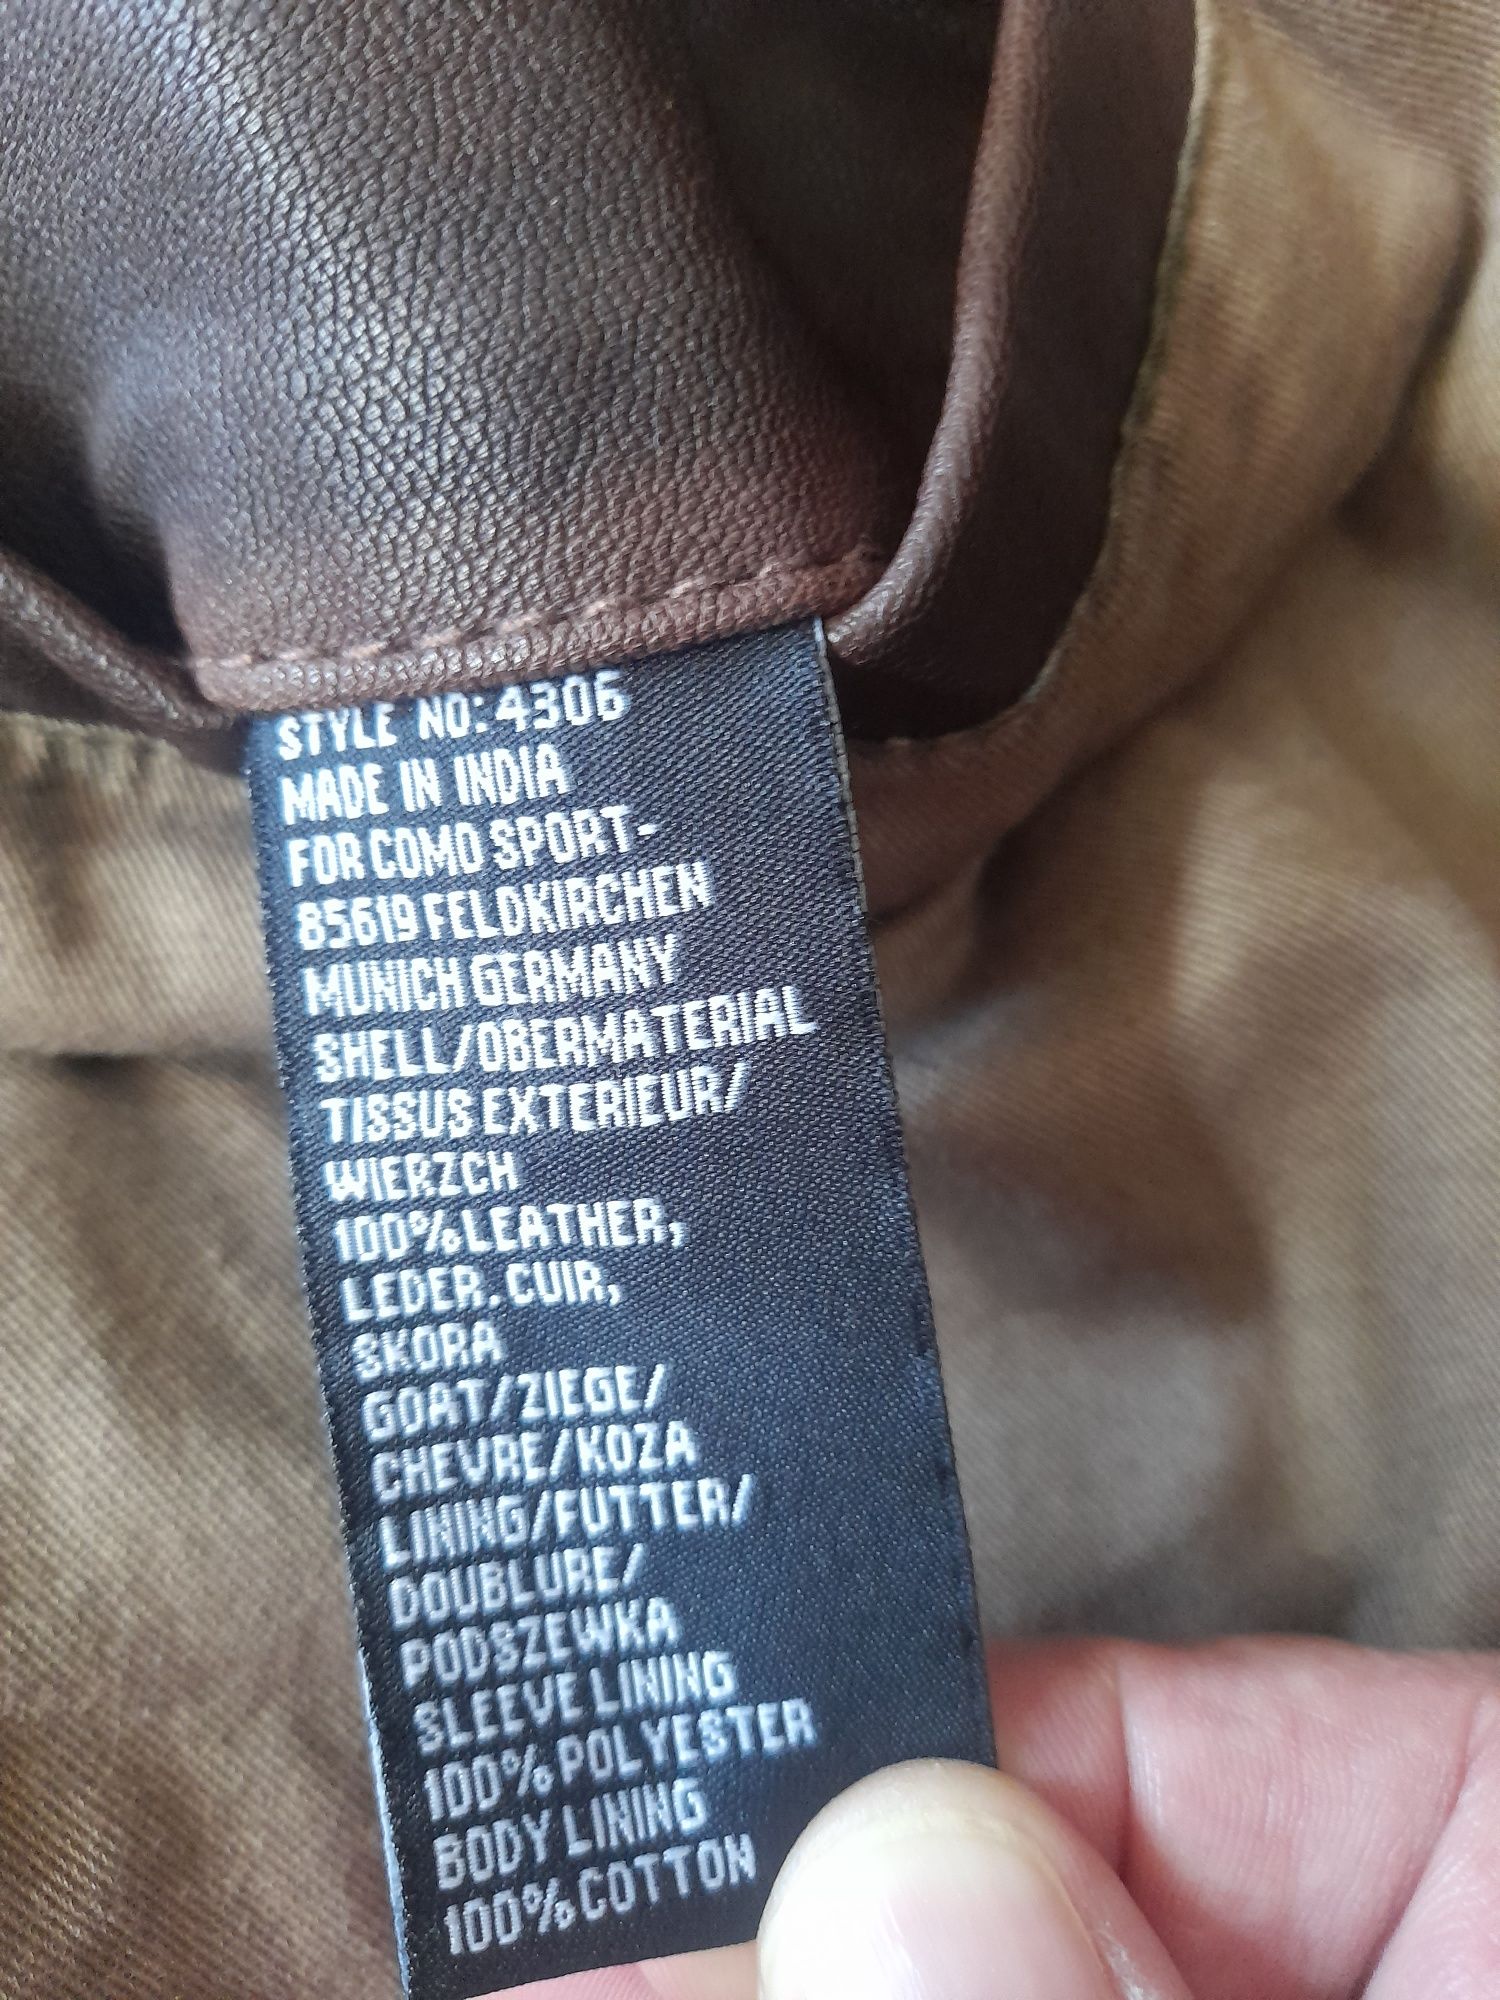 STYLE NO:4306
MADE IN INDIA
FOR COMO SPORT-
85619 FELDKIRCHEN
MUNICH GERMANY
SHELL/OBERMATERIAL
TISSUS EXTERIEUR/
WIERZCH
100% LEATHER,
LEDER. CUIR,
SKORA
GOAT/ZIEGE/
CHEVRE/KOZA
LINING/FUTTER/
DOUBLURE/
PODSZEWKA
SLEEVE LINING
100% POLYESTER
BODY LINING
100% COTTON